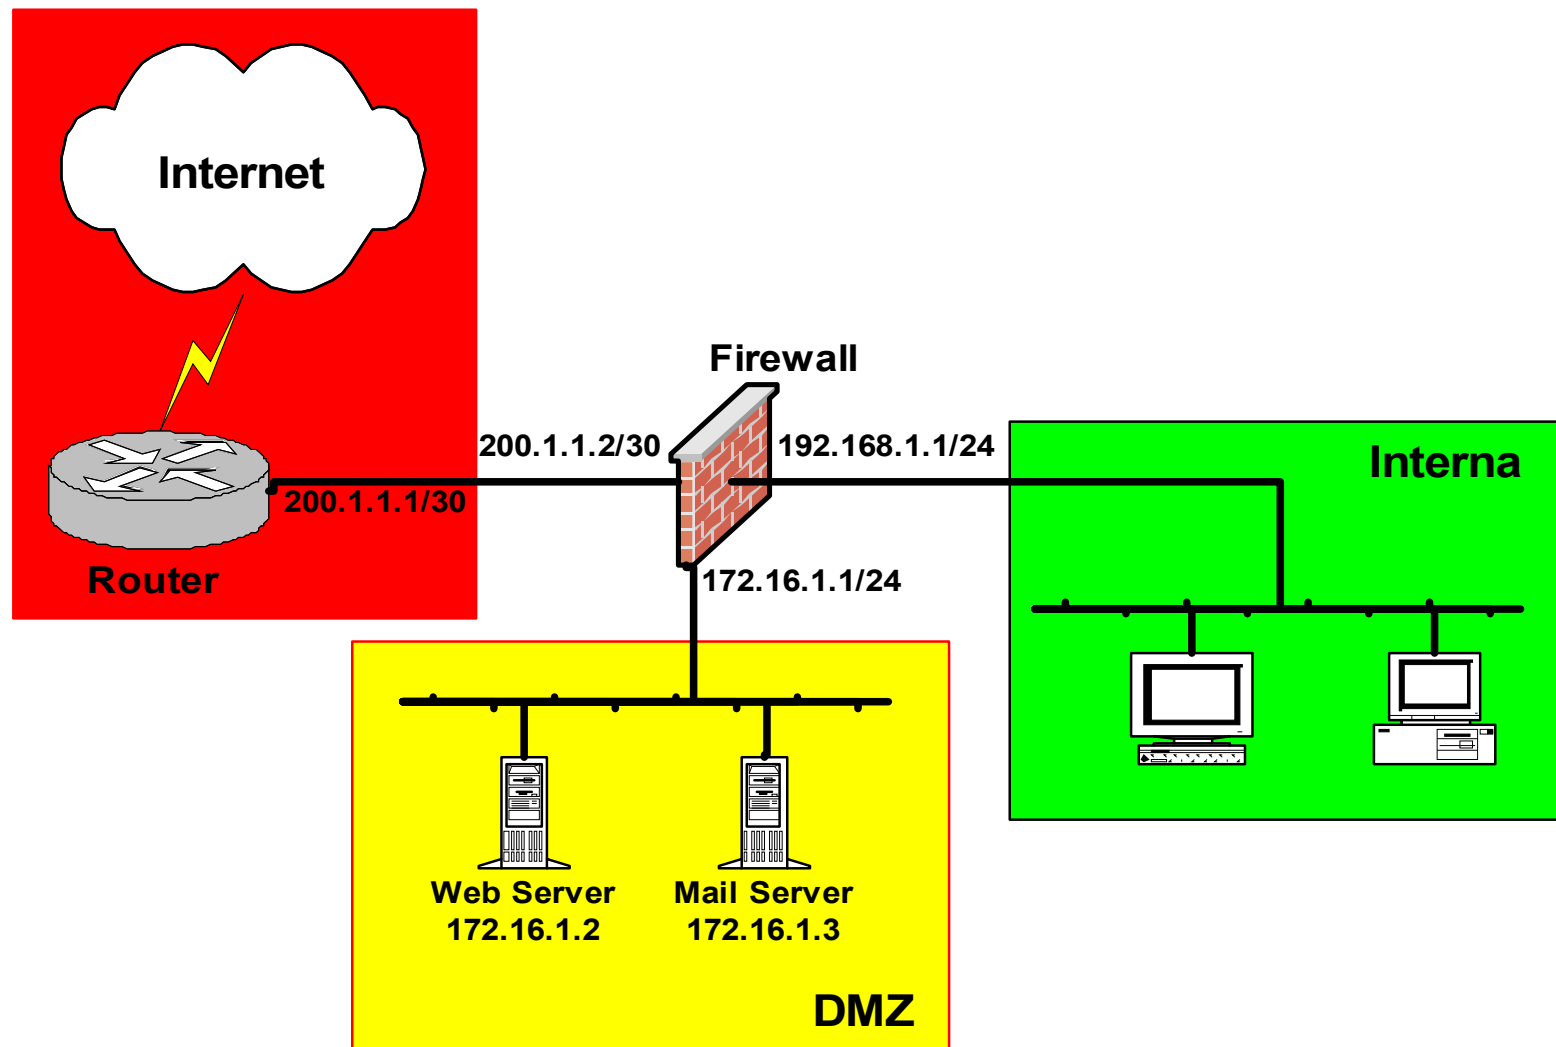 Internet
Firewall
200.1.1.2/30
192.168.1.1/24
Interna
200.1.1.1/30
Router
172.16.1.1/24
Web Server
172.16.1.2
Mail Server
172.16.1.3
DMZ